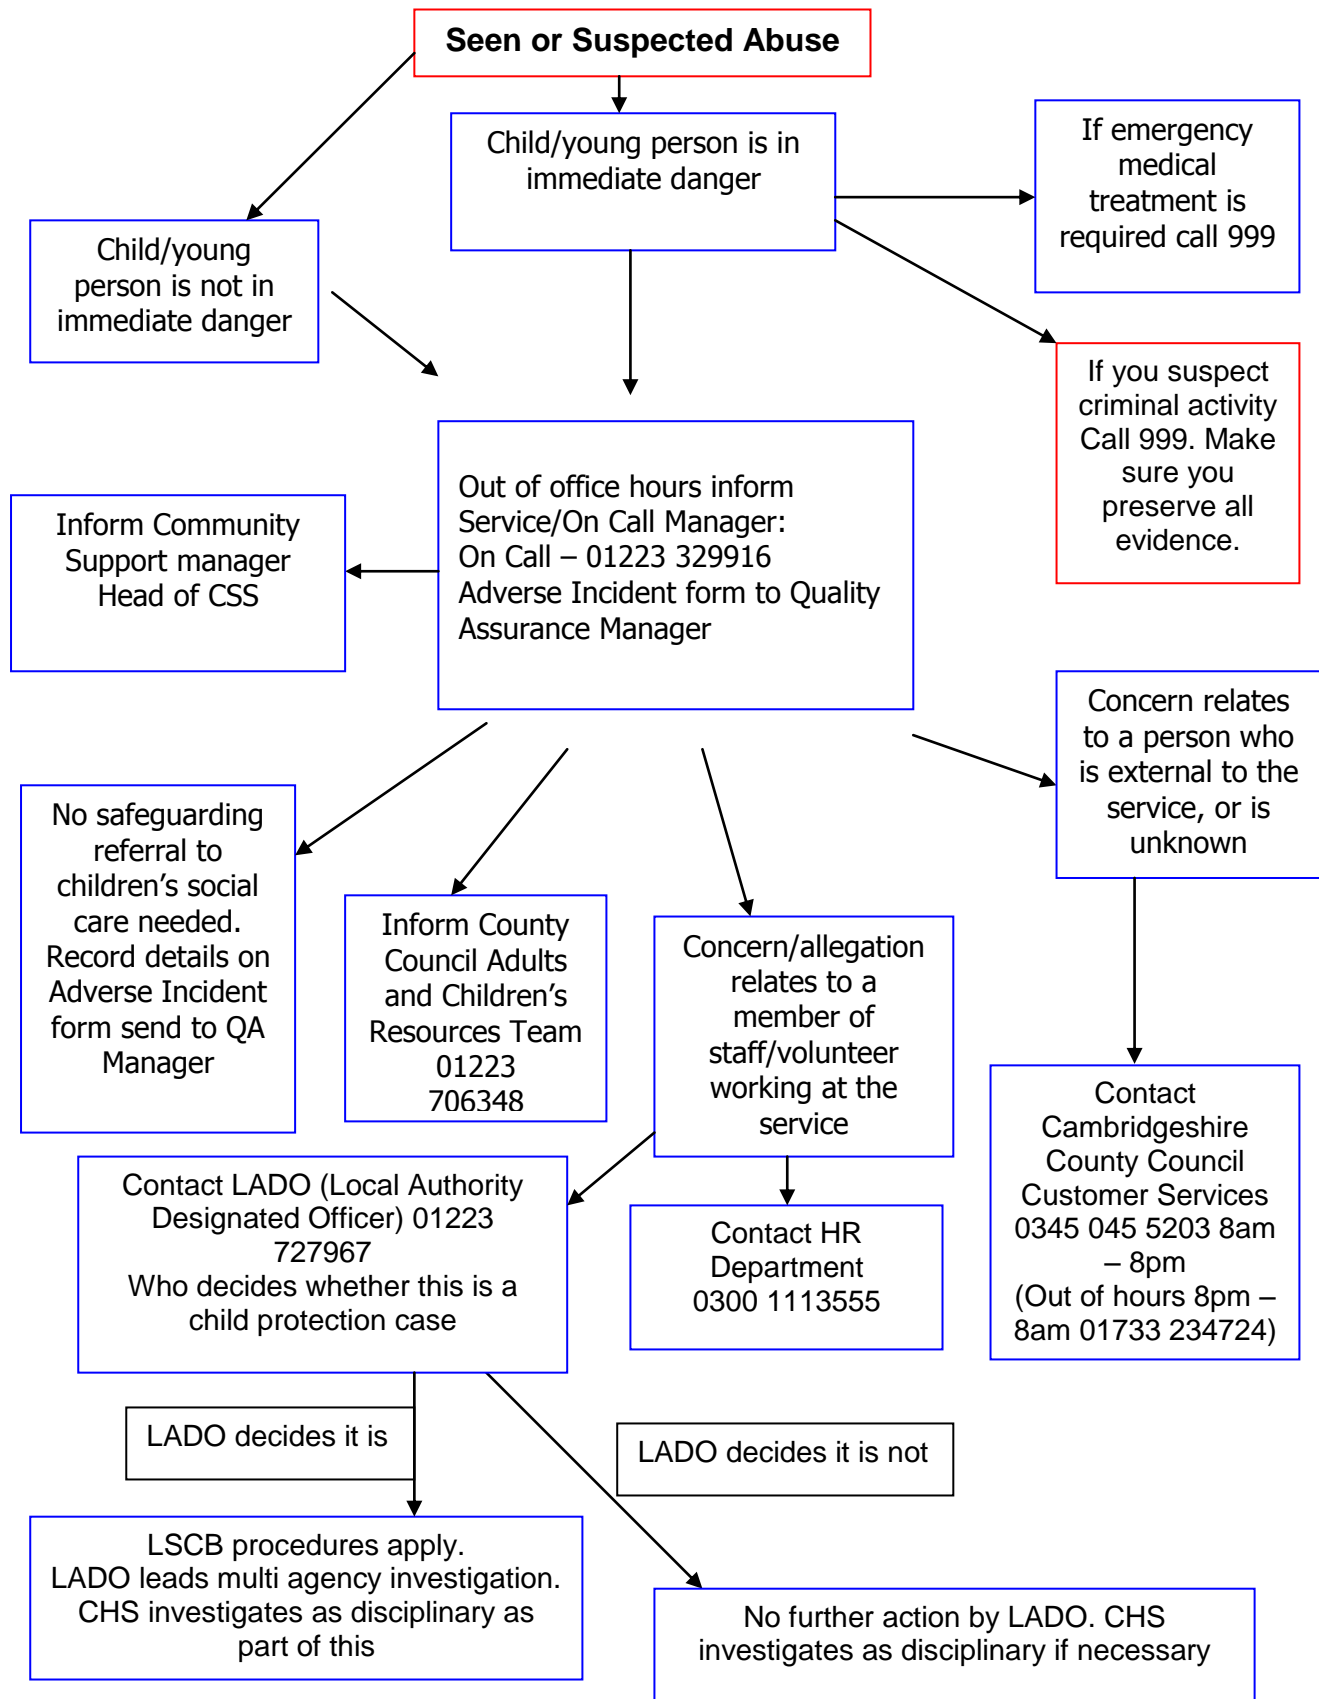 Seen or Suspected Abuse
Child/young person is in
immediate danger
If emergency
medical
treatment is
required call 999
Child/young
person is not in
immediate danger
If you suspect
criminal activity
Call 999. Make
sure you
preserve all
evidence.
Out of office hours inform
Service/On Call Manager:
On Call – 01223 329916
Adverse Incident form to Quality
Assurance Manager
Inform Community
Support manager
Head of CSS
Concern relates
to a person who
is external to the
service, or is
unknown
No safeguarding
referral to
children’s social
care needed.
Record details on
Adverse Incident
form send to QA
Manager
Inform County
Council Adults
and Children’s
Resources Team
01223
706348
Concern/allegation
relates to a
member of
staff/volunteer
working at the
service
Contact
Cambridgeshire
County Council
Customer Services
0345 045 5203 8am
– 8pm
(Out of hours 8pm –
8am 01733 234724)
Contact LADO (Local Authority
Designated Officer) 01223
727967
Who decides whether this is a
child protection case
Contact HR
Department
0300 1113555
LADO decides it is
LADO decides it is not
LSCB procedures apply.
LADO leads multi agency investigation.
CHS investigates as disciplinary as
part of this
No further action by LADO. CHS
investigates as disciplinary if necessary